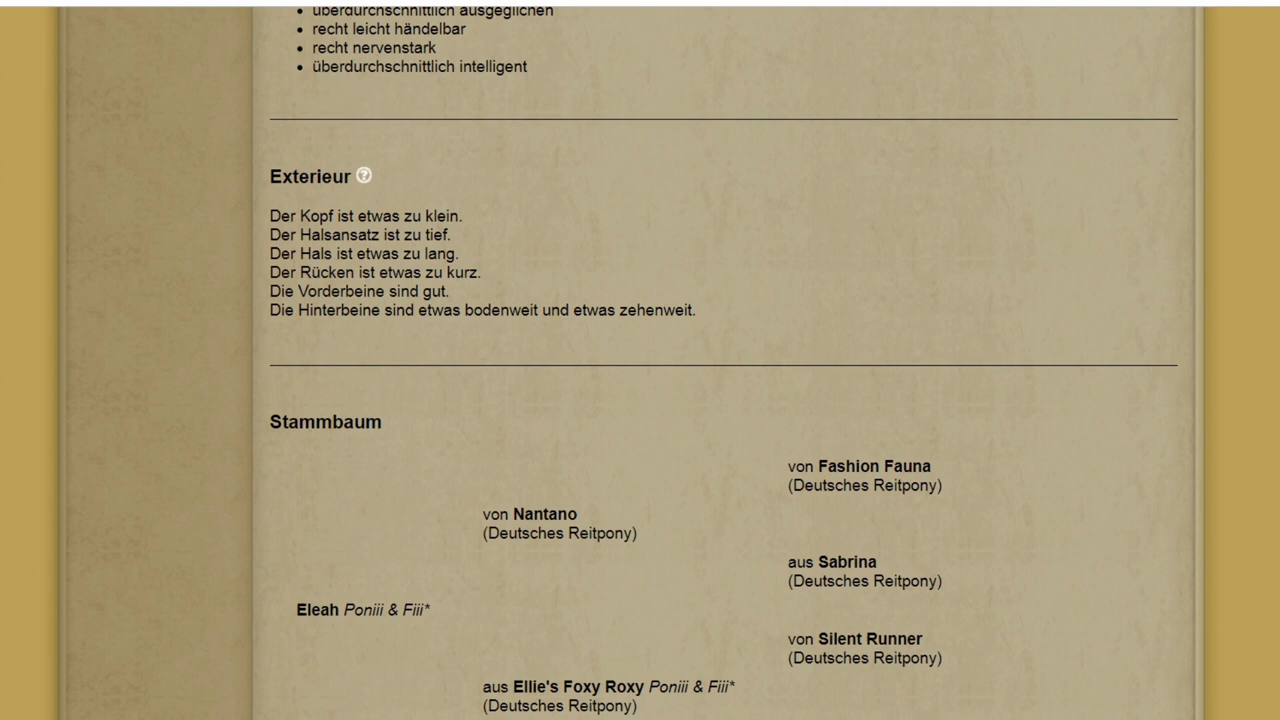 • überdurchschnittlich ausgeglichen
• recht leicht händelbar
• recht nervenstark
• überdurchschnittlich intelligent
Exterieur ?
Der Kopf ist etwas zu klein.
Der Halsansatz ist zu tief.
Der Hals ist etwas zu lang.
Der Rücken ist etwas zu kurz.
Die Vorderbeine sind gut.
Die Hinterbeine sind etwas bodenweit und etwas zehenweit.
Stammbaum
von Fashion Fauna
(Deutsches Reitpony)
von Nantano
(Deutsches Reitpony)
aus Sabrina
(Deutsches Reitpony)
Eleah Poniii & Fiii*
von Silent Runner
(Deutsches Reitpony)
aus Ellie's Foxy Roxy Poniii & Fiii*
(Deutsches Reitpony)